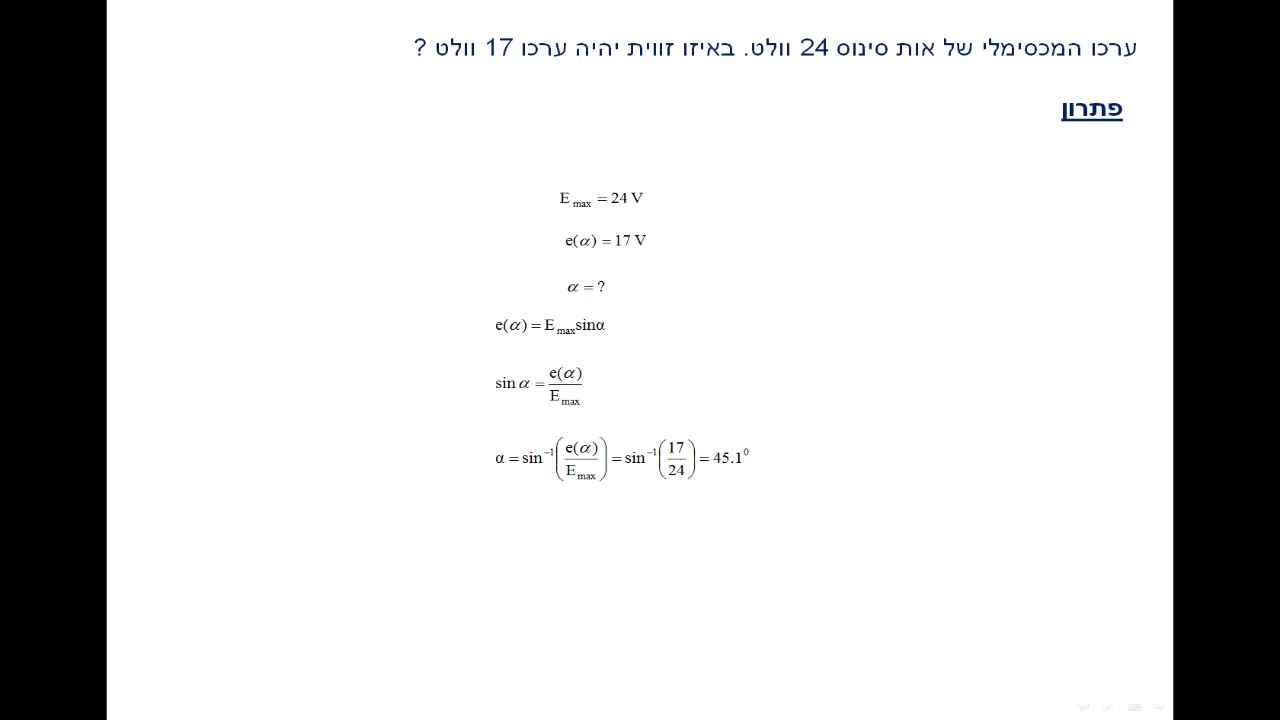 ערכו המכסימלי של אות סינוס 24 וולט. באיזו זווית יהיה ערכו 17 וולט ?
פתרון
E max = 24 V
e(α) = 17 V
α = ?
e(α) = E max sinα
sin α = e(α) / E max
α = sin⁻¹(e(α) / E max) = sin⁻¹(17 / 24) = 45.1⁰